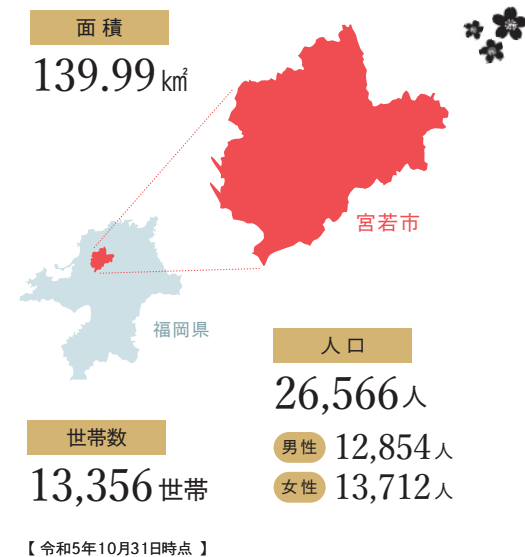 面積
139.99㎢
宮若市
福岡県
人口
26,566人
男性 12,854人
女性 13,712人
世帯数
13,356世帯
【 令和5年10月31日時点 】